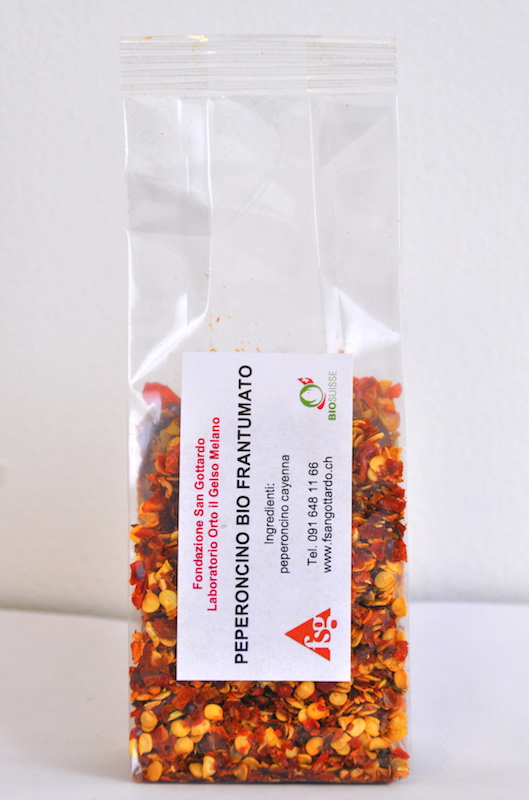 Fondazione San Gottardo
Laboratorio Orto il Gelso Melano
PEPERONCINO BIO FRANTUMATO
Ingredienti:
peperoncino cayenna
Tel. 091 648 11 66
www.fsangottardo.ch
fsg
BIOSUISSE